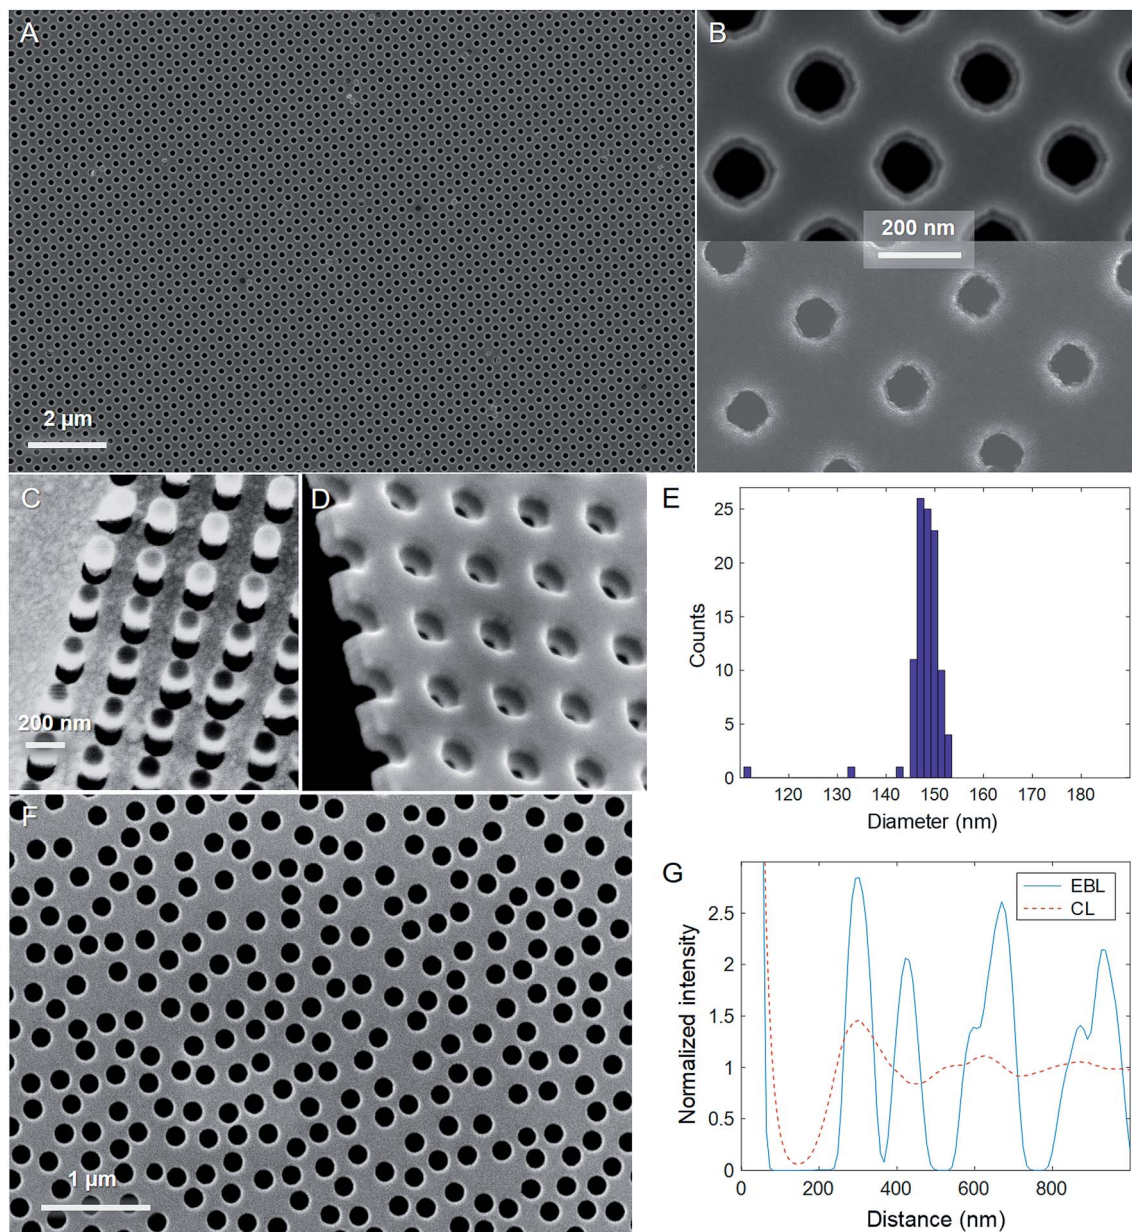 A
B
200 nm
2 µm
C
D
200 nm
E
25
20
15
10
5
0
Counts
120 130 140 150 160 170 180
Diameter (nm)
F
1 µm
G
EBL
CL
2.5
2
1.5
1
0.5
0
Normalized intensity
0 200 400 600 800
Distance (nm)